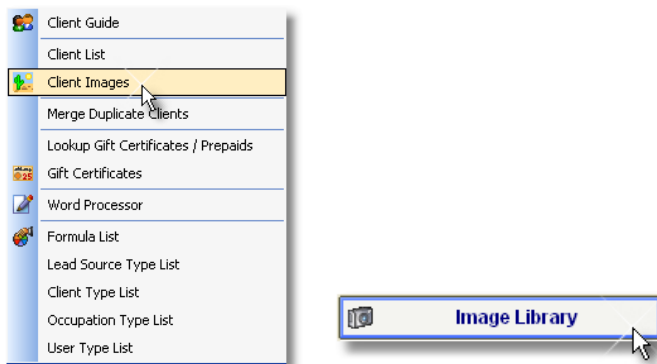 Client Guide
Client List
Client Images
Merge Duplicate Clients
Lookup Gift Certificates / Prepaids
25
Gift Certificates
Word Processor
Formula List
Lead Source Type List
Client Type List
Occupation Type List
User Type List
Image Library